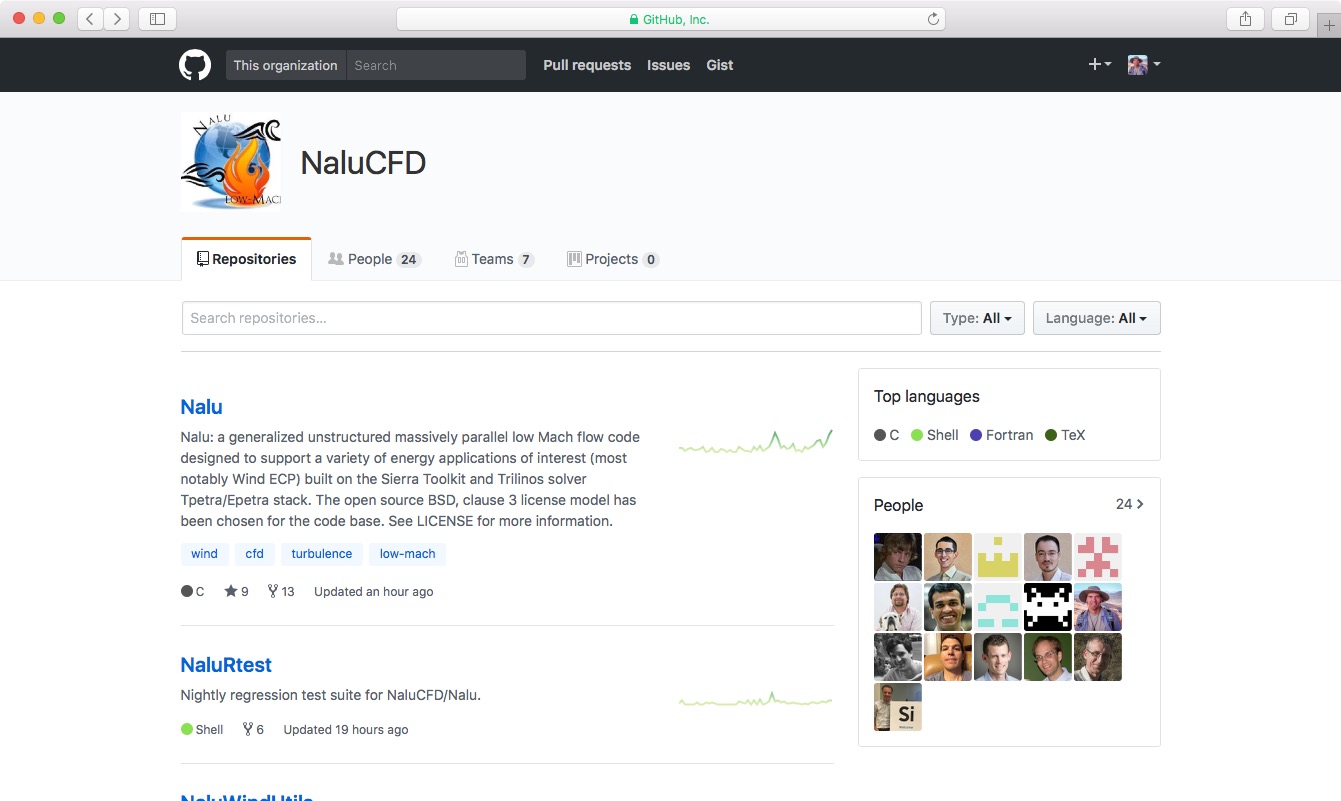 GitHub, Inc.
This organization Search Pull requests Issues Gist
NALU
LOW-MACH
NaluCFD
Repositories People 24 Teams 7 Projects 0
Search repositories... Type: All Language: All
Nalu
Nalu: a generalized unstructured massively parallel low Mach flow code
designed to support a variety of energy applications of interest (most
notably Wind ECP) built on the Sierra Toolkit and Trilinos solver
Tpetra/Epetra stack. The open source BSD, clause 3 license model has
been chosen for the code base. See LICENSE for more information.
wind cfd turbulence low-mach
C 9 13 Updated an hour ago
NaluRtest
Nightly regression test suite for NaluCFD/Nalu.
Shell 6 Updated 19 hours ago
NaluWindUtils
Top languages
C Shell Fortran TeX
People 24
Si